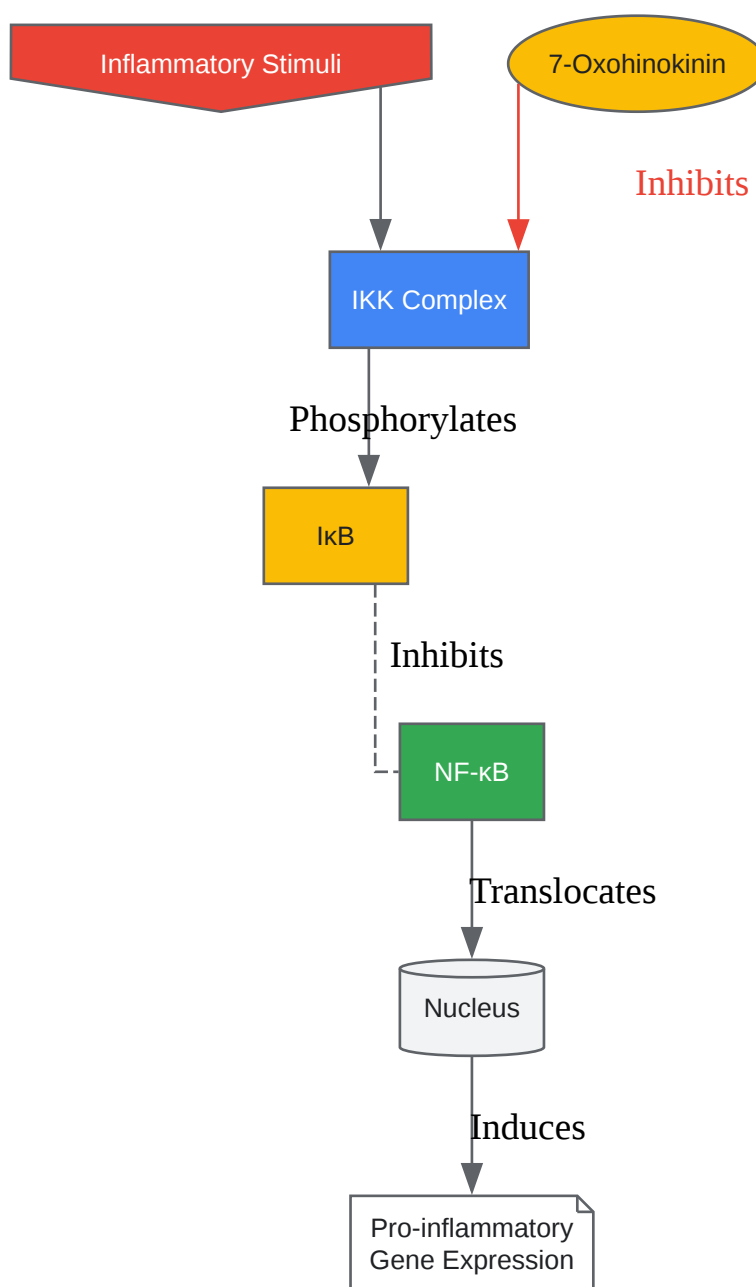 Inflammatory Stimuli
7-Oxohinokinin
Inhibits
IKK Complex
Phosphorylates
IκB
Inhibits
NF-κB
Translocates
Nucleus
Induces
Pro-inflammatory
Gene Expression